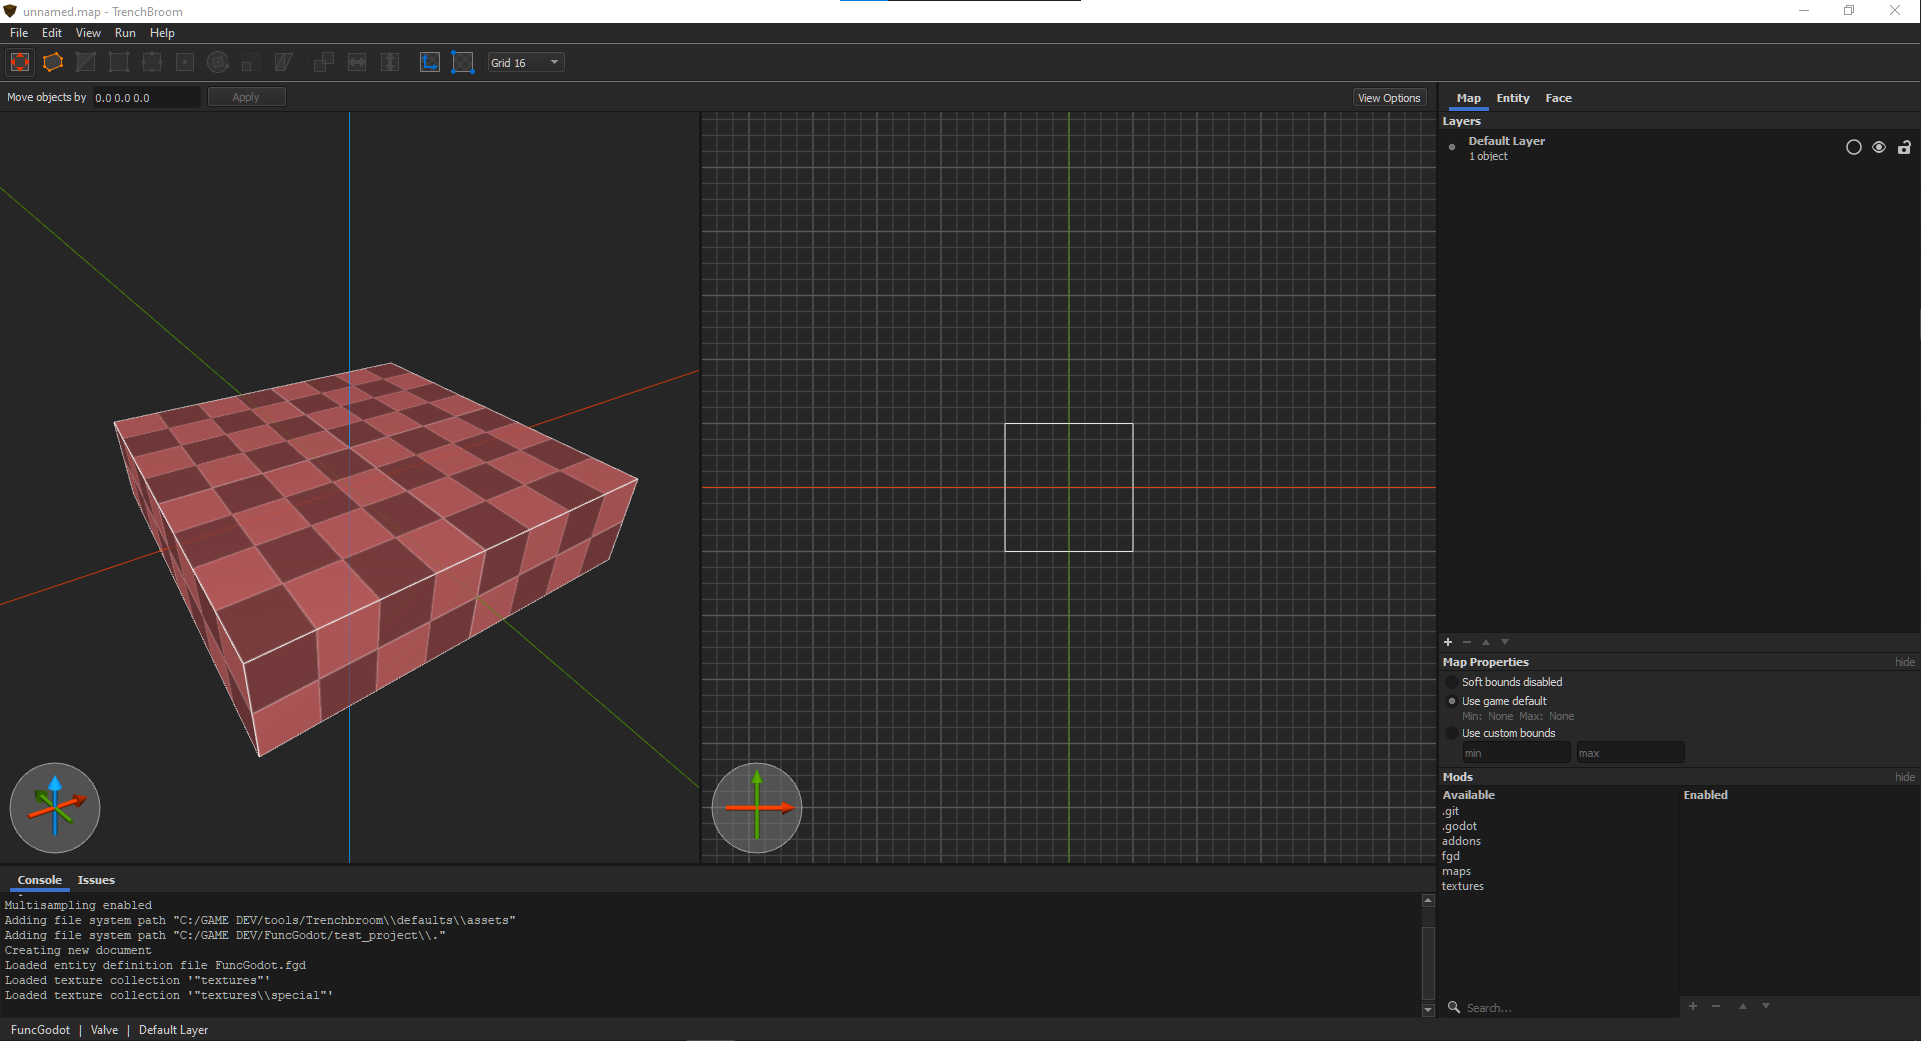 unnamed.map - TrenchBroom
File Edit View Run Help
Grid 16
Move objects by 0.0 0.0 0.0 Apply View Options
Map Entity Face
Layers
Default Layer
1 object
Map Properties hide
Soft bounds disabled
Use game default
Min: None Max: None
Use custom bounds
min max
Mods hide
Available Enabled
.git
.godot
addons
fgd
maps
textures
Search...
Console Issues
Multisampling enabled
Adding file system path "C:/GAME DEV/tools/Trenchbroom\\defaults\\assets"
Adding file system path "C:/GAME DEV/FuncGodot/test_project\\."
Creating new document
Loaded entity definition file FuncGodot.fgd
Loaded texture collection '"textures"'
Loaded texture collection '"textures\\special"'
FuncGodot | Valve | Default Layer